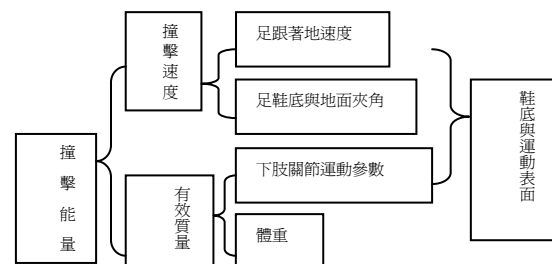 撞擊能量
撞擊速度
有效質量
足跟著地速度
足鞋底與地面夾角
下肢關節運動參數
體重
鞋底與運動表面